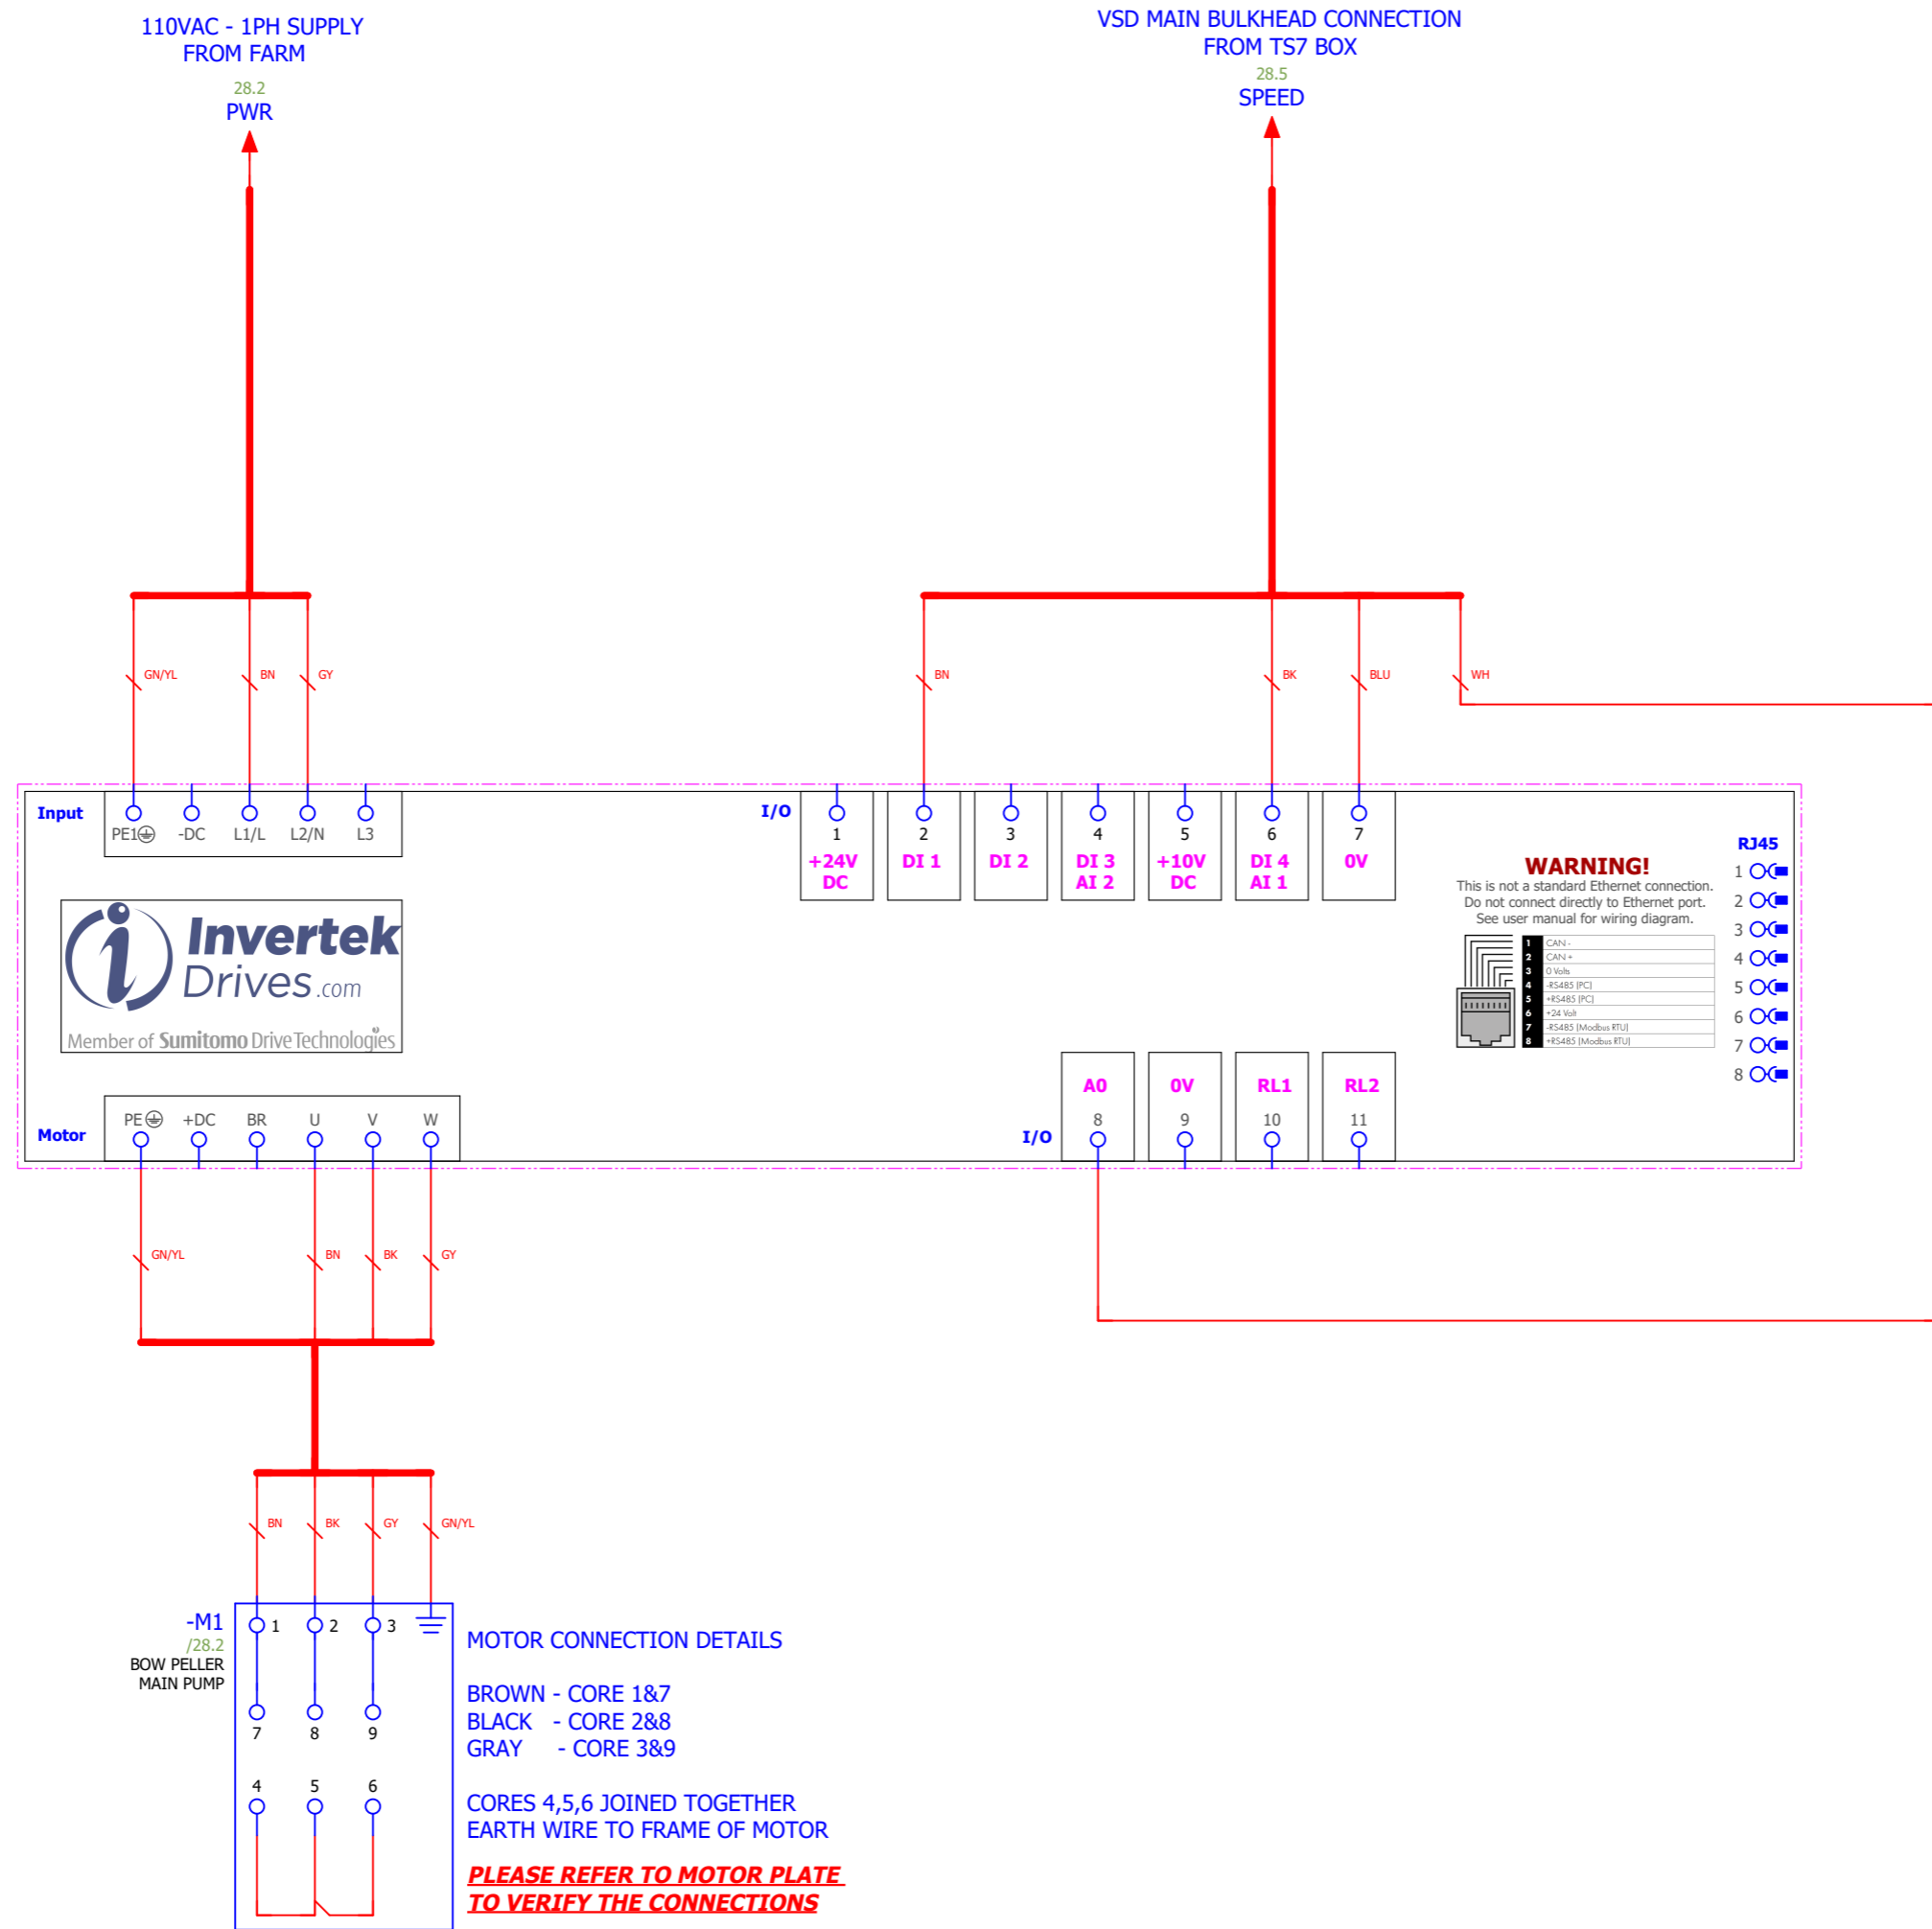 110VAC - 1PH SUPPLY
FROM FARM
28.2
PWR
VSD MAIN BULKHEAD CONNECTION
FROM TS7 BOX
28.5
SPEED
GN/YL BN GY
BN BK BLU WH
Input
PE1 -DC L1/L L2/N L3
I/O
1 2 3 4 5 6 7
+24V DC
DI 1
DI 2
DI 3 AI 2
+10V DC
DI 4 AI 1
0V
WARNING!
This is not a standard Ethernet connection.
Do not connect directly to Ethernet port.
See user manual for wiring diagram.
1 CAN -
2 CAN +
3 0 Volts
4 -RS485 (PC)
5 +RS485 (PC)
6 +24 Volt
7 -RS485 (Modbus RTU)
8 +RS485 (Modbus RTU)
RJ45
1
2
3
4
5
6
7
8
i
Invertek
Drives.com
Member of Sumitomo Drive Technologies
Motor
PE +DC BR U V W
I/O
A0 0V RL1 RL2
8 9 10 11
GN/YL BN BK GY
BN BK GY GN/YL
-M1
/28.2
BOW PELLER
MAIN PUMP
1 2 3
7 8 9
4 5 6
MOTOR CONNECTION DETAILS
BROWN - CORE 1&7
BLACK - CORE 2&8
GRAY - CORE 3&9
CORES 4,5,6 JOINED TOGETHER
EARTH WIRE TO FRAME OF MOTOR
PLEASE REFER TO MOTOR PLATE
TO VERIFY THE CONNECTIONS